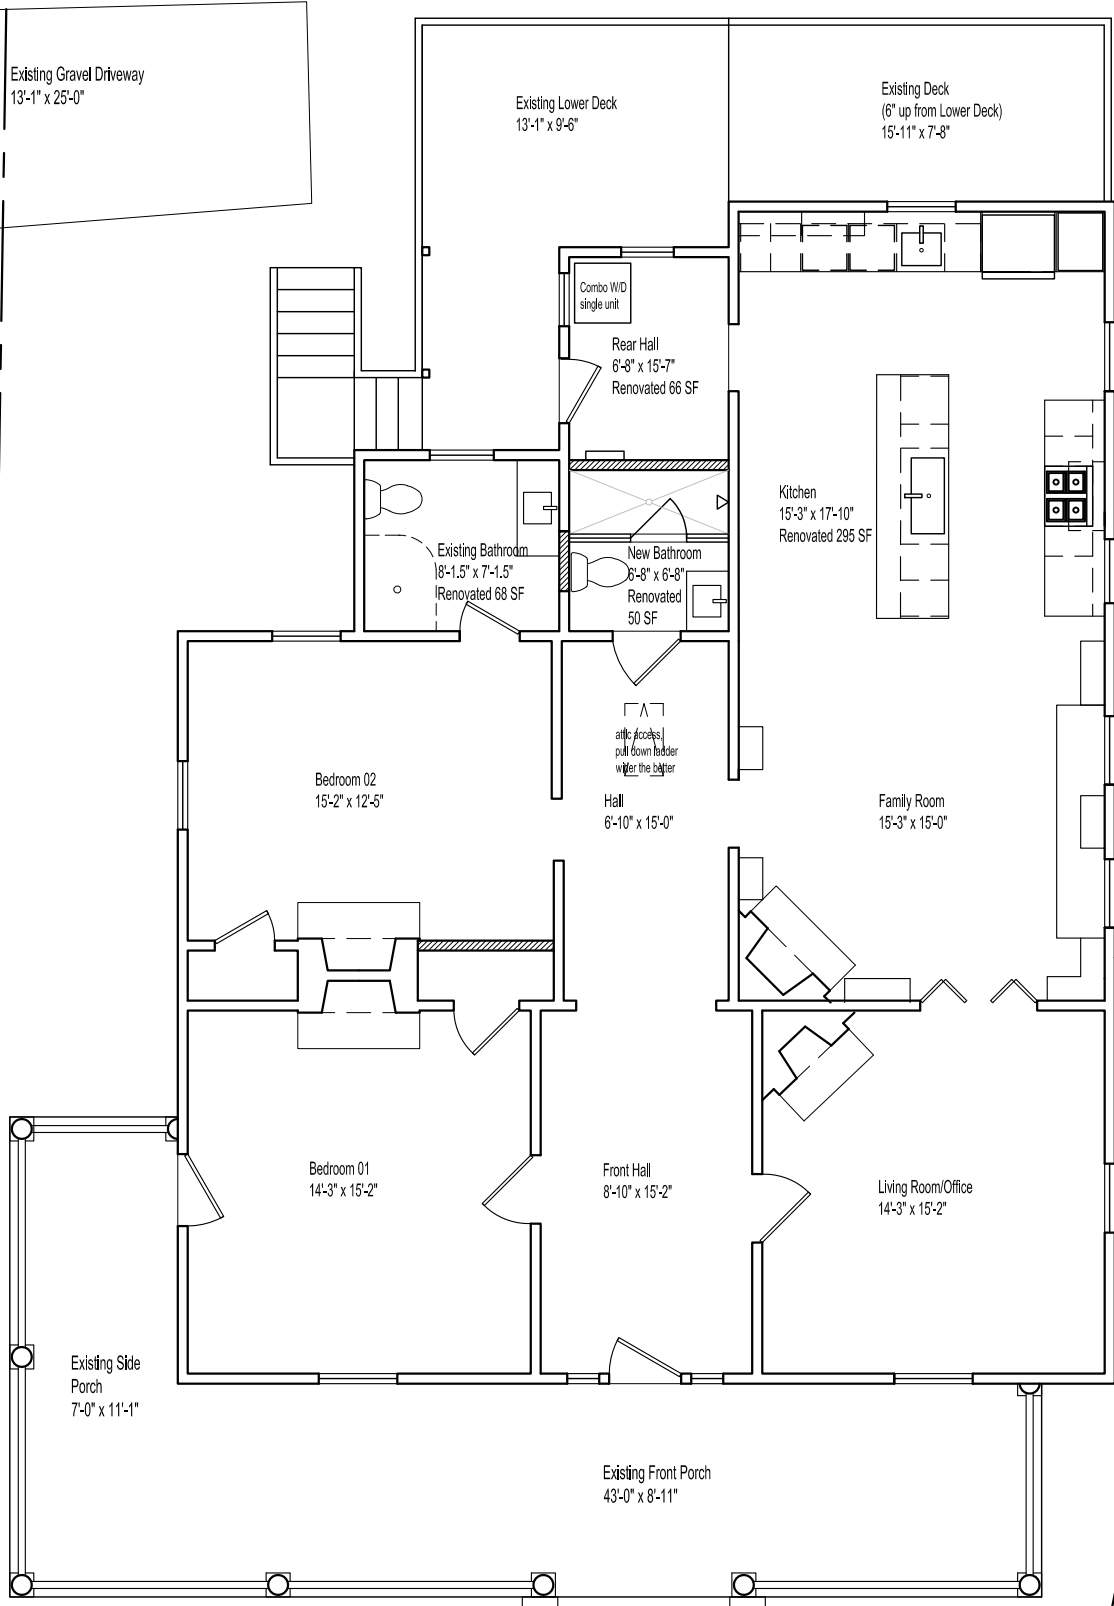 Existing Gravel Driveway
13'-1" x 25'-0"
Existing Lower Deck
13'-1" x 9'-6"
Existing Deck
(6" up from Lower Deck)
15'-11" x 7'-8"
Combo W/D
single unit
Rear Hall
6'-8" x 15'-7"
Renovated 66 SF
Kitchen
15'-3" x 17'-10"
Renovated 295 SF
Existing Bathroom
8'-1.5" x 7'-1.5"
Renovated 68 SF
New Bathroom
6'-8" x 6'-8"
Renovated
50 SF
attic access,
pull down ladder
wider the better
Bedroom 02
15'-2" x 12'-5"
Hall
6'-10" x 15'-0"
Family Room
15'-3" x 15'-0"
Bedroom 01
14'-3" x 15'-2"
Front Hall
8'-10" x 15'-2"
Living Room/Office
14'-3" x 15'-2"
Existing Side
Porch
7'-0" x 11'-1"
Existing Front Porch
43'-0" x 8'-11"